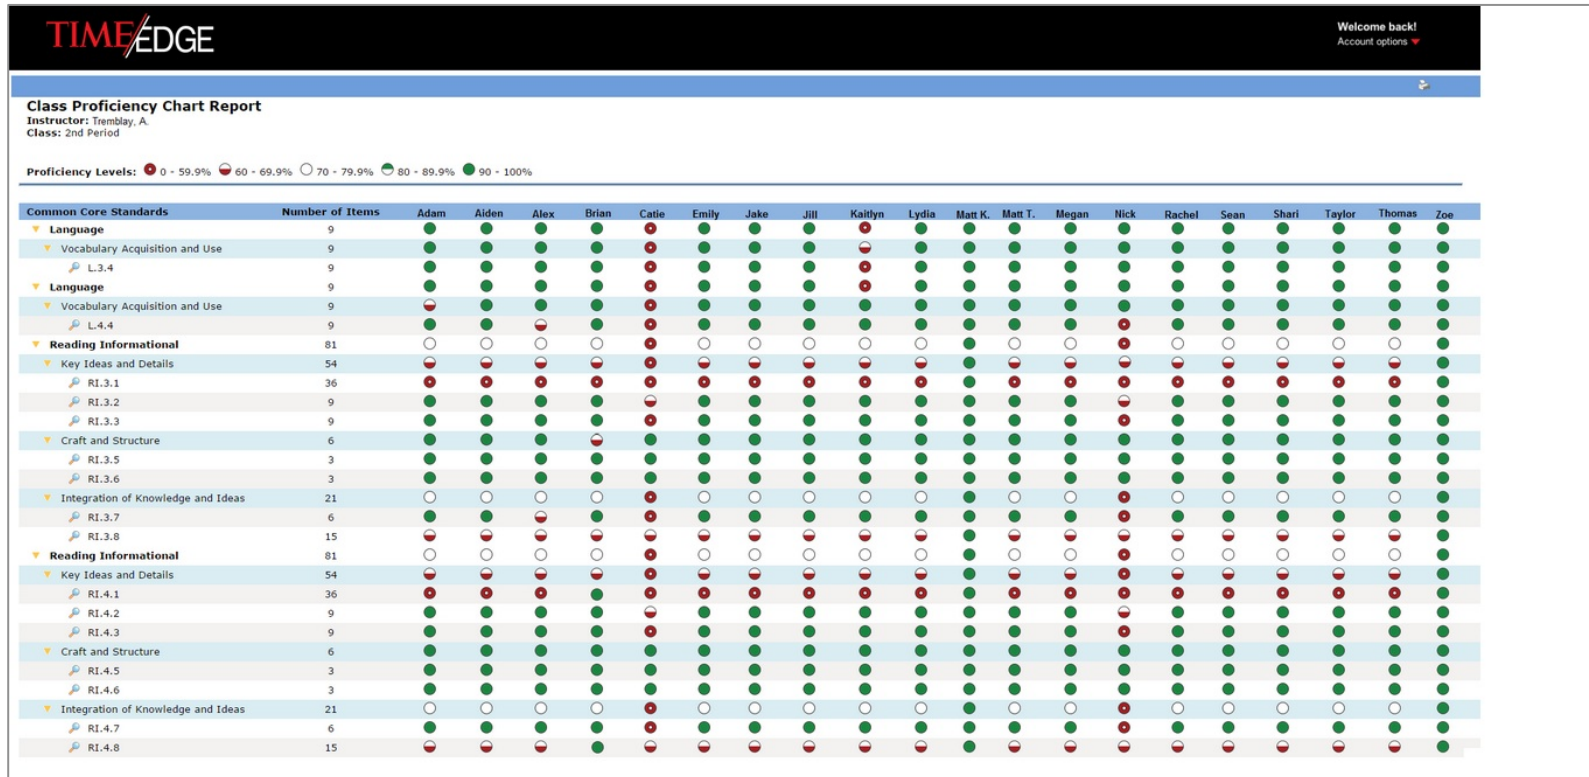 TIME/EDGE
Welcome back!
Account options
Class Proficiency Chart Report
Instructor: Tremblay, A.
Class: 2nd Period
Proficiency Levels: 0 - 59.9% 60 - 69.9% 70 - 79.9% 80 - 89.9% 90 - 100%
Common Core Standards Number of Items Adam Aiden Alex Brian Catie Emily Jake Jill Kaitlyn Lydia Matt K. Matt T. Megan Nick Rachel Sean Shari Taylor Thomas Zoe
Language 9
Vocabulary Acquisition and Use 9
L.3.4 9
Language 9
Vocabulary Acquisition and Use 9
L.4.4 9
Reading Informational 81
Key Ideas and Details 54
RI.3.1 36
RI.3.2 9
RI.3.3 9
Craft and Structure 6
RI.3.5 3
RI.3.6 3
Integration of Knowledge and Ideas 21
RI.3.7 6
RI.3.8 15
Reading Informational 81
Key Ideas and Details 54
RI.4.1 36
RI.4.2 9
RI.4.3 9
Craft and Structure 6
RI.4.5 3
RI.4.6 3
Integration of Knowledge and Ideas 21
RI.4.7 6
RI.4.8 15